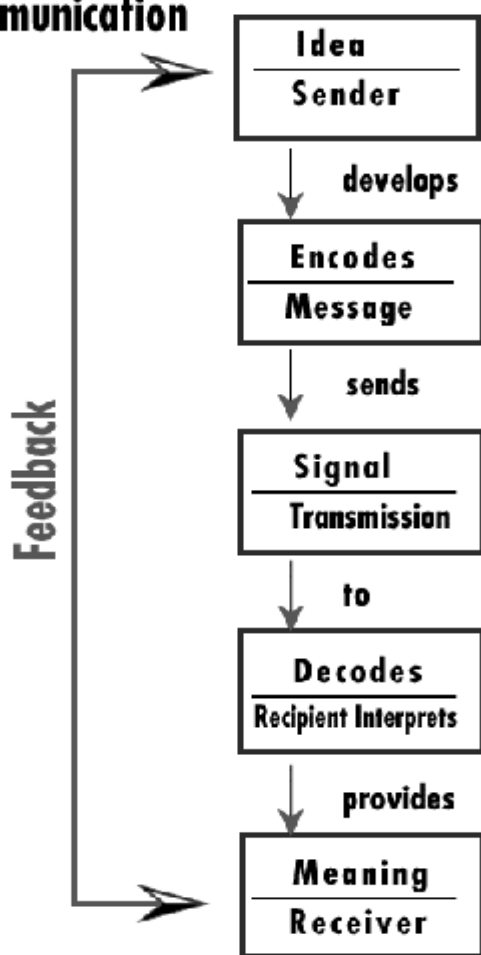 munication
Idea
Sender
develops
Encodes
Message
sends
Signal
Transmission
to
Decodes
Recipient Interprets
provides
Meaning
Receiver
Feedback